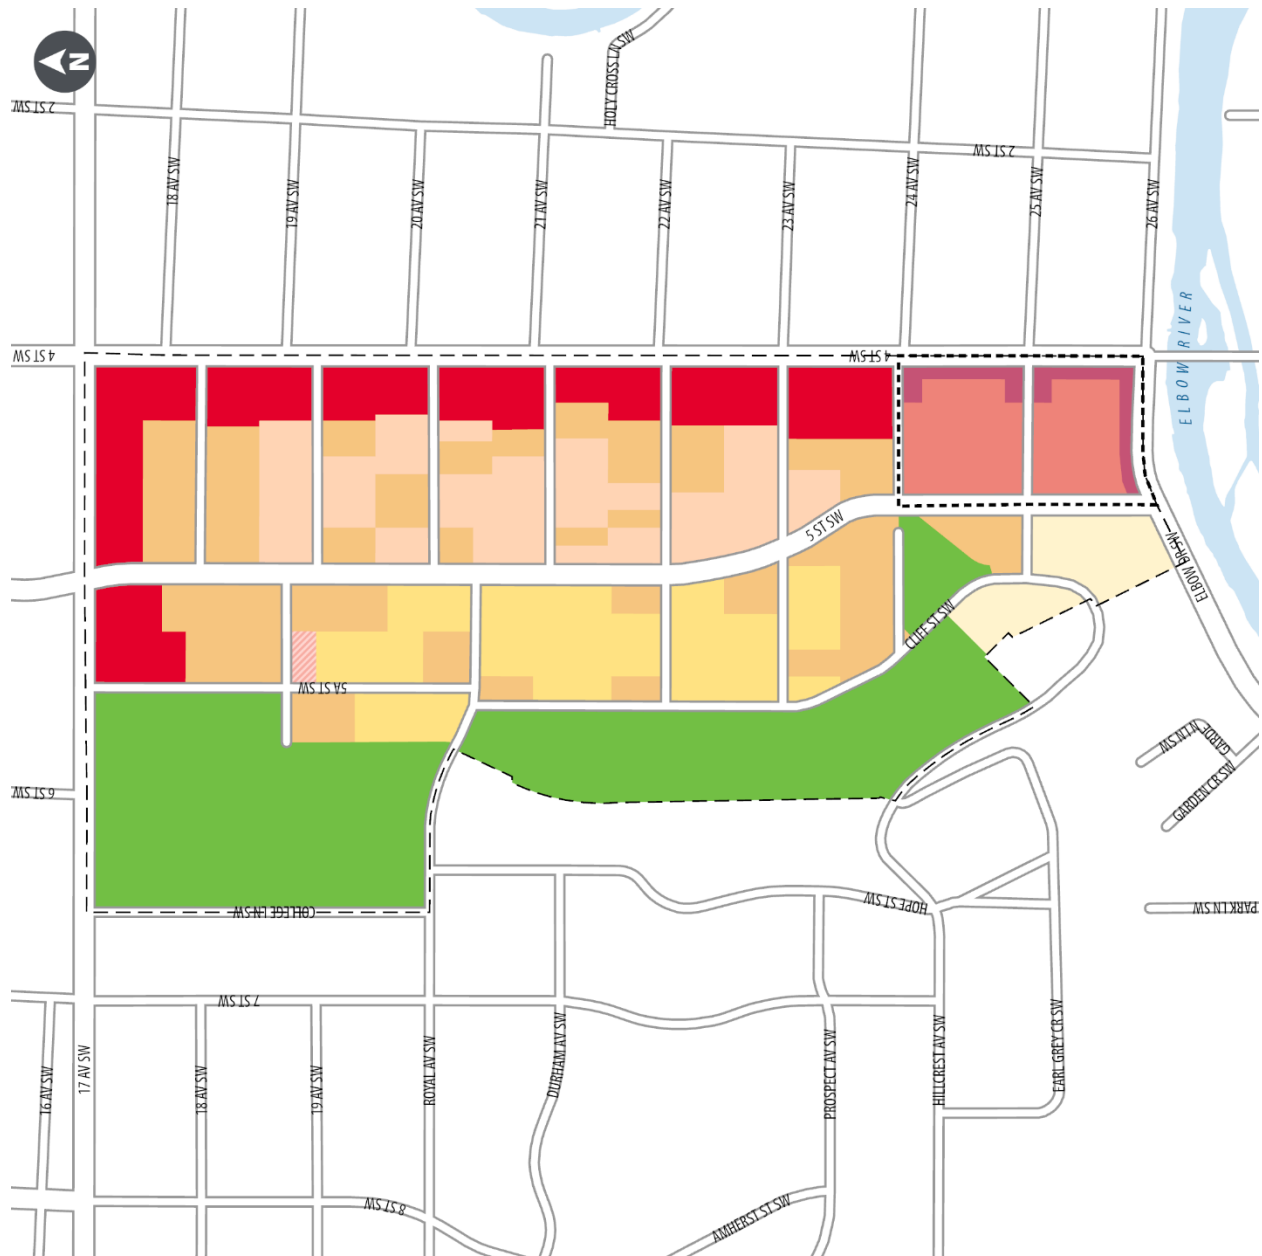 N
2 ST SW
HOLY CROSS LN SW
2 ST SW
18 AV SW
19 AV SW
20 AV SW
21 AV SW
22 AV SW
23 AV SW
24 AV SW
25 AV SW
26 AV SW
ELBOW RIVER
4 ST SW
4 ST SW
5 ST SW
ELBOW DR SW
CLIFF ST SW
5A ST SW
GARDEN LN SW
GARDEN CR SW
6 ST SW
COLLEGE LN SW
HOPE ST SW
PARK LN SW
7 ST SW
16 AV SW
17 AV SW
18 AV SW
19 AV SW
ROYAL AV SW
DURHAM AV SW
PROSPECT AV SW
HILLCREST AV SW
EARL GREY CR SW
8 ST SW
AMHERST ST SW